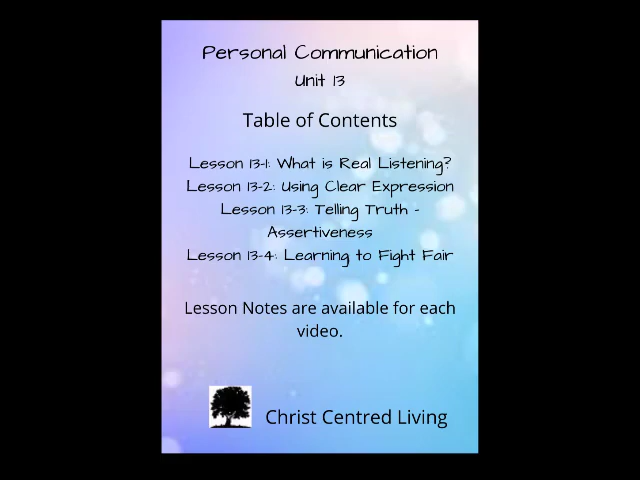 Personal Communication
Unit 13
Table of Contents
Lesson 13-1: What is Real Listening?
Lesson 13-2: Using Clear Expression
Lesson 13-3: Telling Truth -
Assertiveness
Lesson 13-4: Learning to Fight Fair
Lesson Notes are available for each
video.
Christ Centred Living